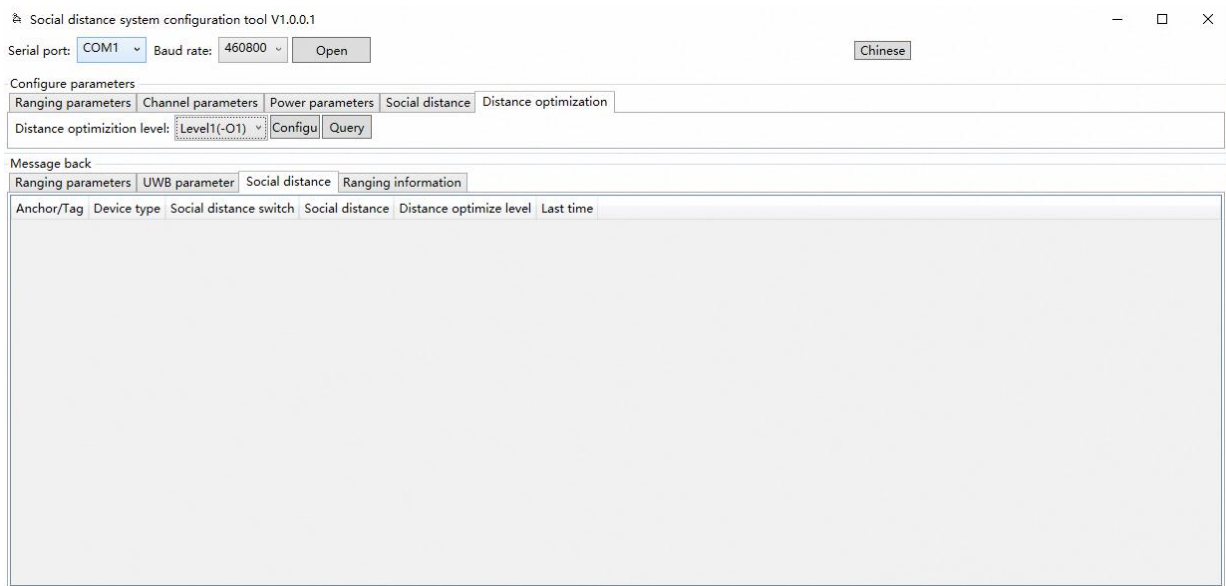 Social distance system configuration tool V1.0.0.1
Serial port: COM1 Baud rate: 460800 Open Chinese
Configure parameters
Ranging parameters Channel parameters Power parameters Social distance Distance optimization
Distance optimizition level: Level1(-O1) Configu Query
Message back
Ranging parameters UWB parameter Social distance Ranging information
Anchor/Tag Device type Social distance switch Social distance Distance optimize level Last time